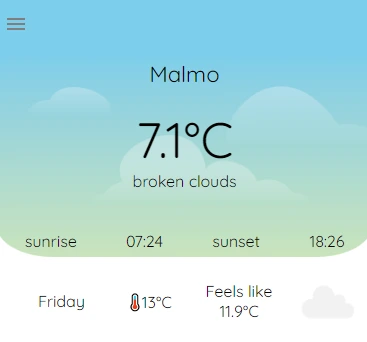 Malmo
7.1°C
broken clouds
sunrise 07:24 sunset 18:26
Friday 13°C Feels like
11.9°C